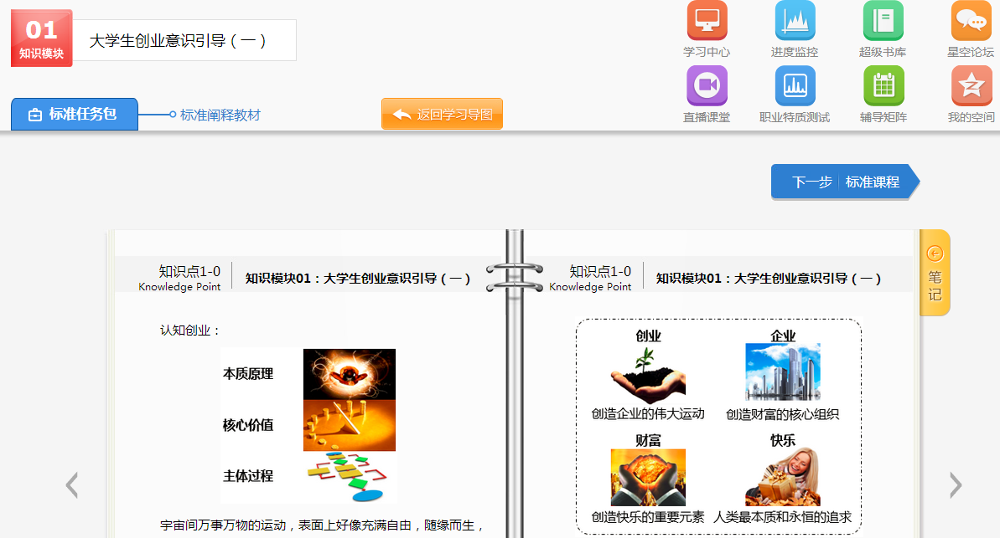 01
知识模块
大学生创业意识引导（一）
学习中心
进度监控
超级书库
星空论坛
直播课堂
职业特质测试
辅导矩阵
我的空间
标准任务包
标准阐释教材
返回学习导图
下一步
标准课程
笔记
知识点1-0
Knowledge Point
知识模块01：大学生创业意识引导（一）
认知创业：
本质原理
核心价值
主体过程
宇宙间万事万物的运动，表面上好像充满自由，随缘而生，
知识点1-0
Knowledge Point
知识模块01：大学生创业意识引导（一）
创业
企业
创造企业的伟大运动
创造财富的核心组织
财富
快乐
创造快乐的重要元素
人类最本质和永恒的追求